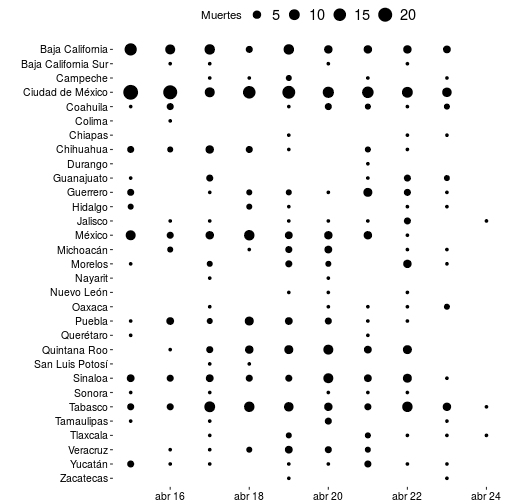 Muertes 5 10 15 20
Baja California
Baja California Sur
Campeche
Ciudad de México
Coahuila
Colima
Chiapas
Chihuahua
Durango
Guanajuato
Guerrero
Hidalgo
Jalisco
México
Michoacán
Morelos
Nayarit
Nuevo León
Oaxaca
Puebla
Querétaro
Quintana Roo
San Luis Potosí
Sinaloa
Sonora
Tabasco
Tamaulipas
Tlaxcala
Veracruz
Yucatán
Zacatecas
abr 16 abr 18 abr 20 abr 22 abr 24